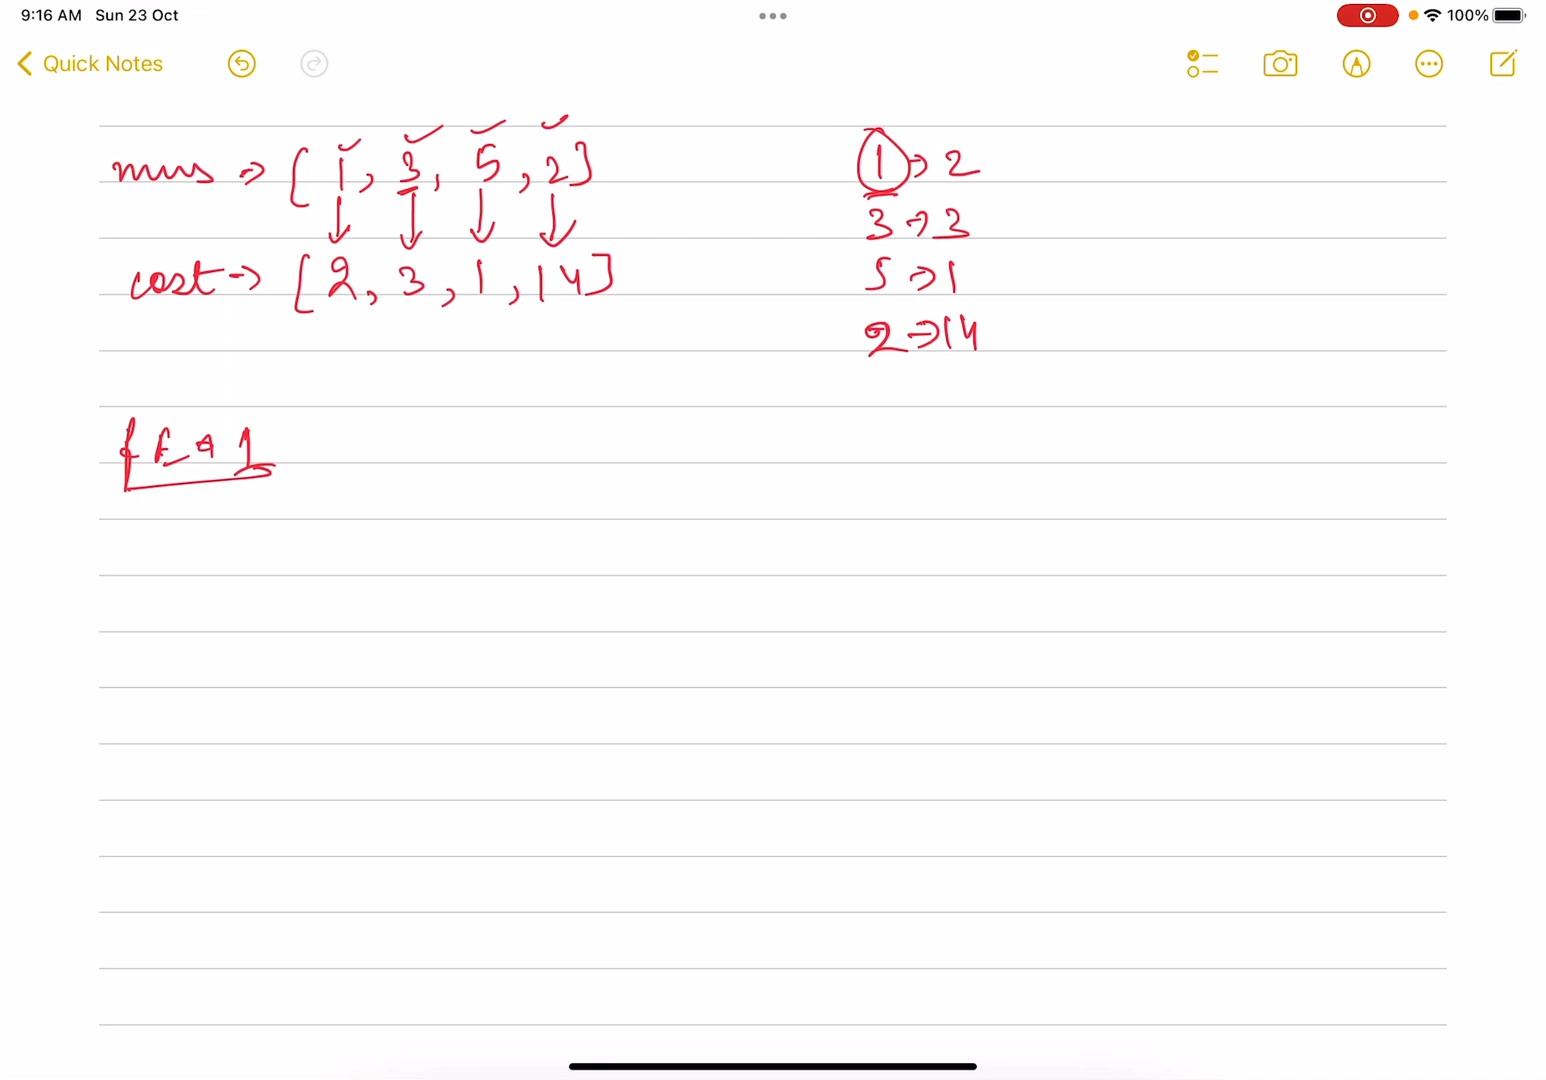 9:16 AM Sun 23 Oct
100%
Quick Notes
nums → [1, 3, 5, 2]
cost → [2, 3, 1, 14]
1 → 2
3 → 3
5 → 1
2 → 14
1